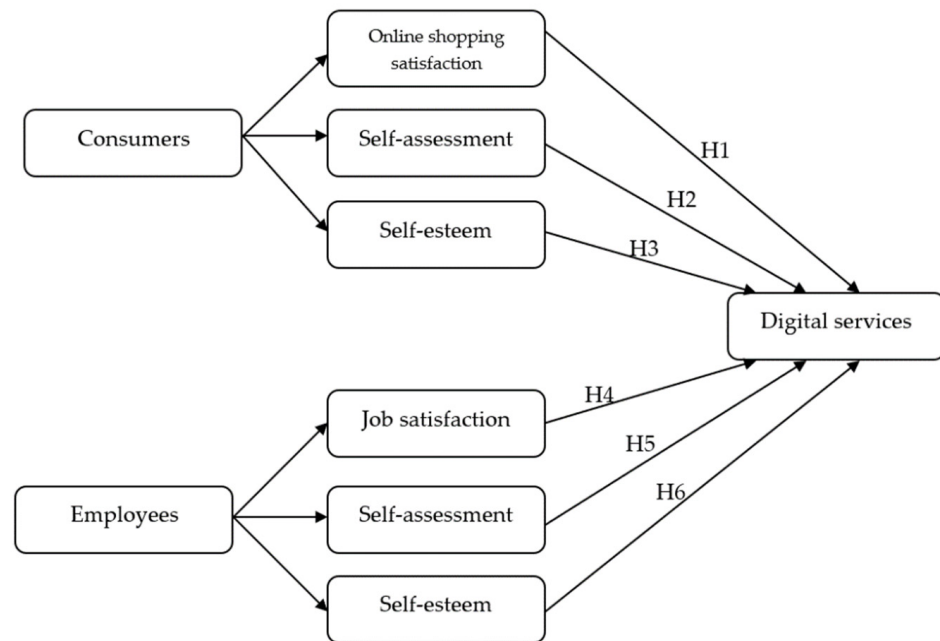 Online shopping
satisfaction
Consumers
Self-assessment
Self-esteem
H1
H2
H3
Digital services
Job satisfaction
Employees
Self-assessment
Self-esteem
H4
H5
H6